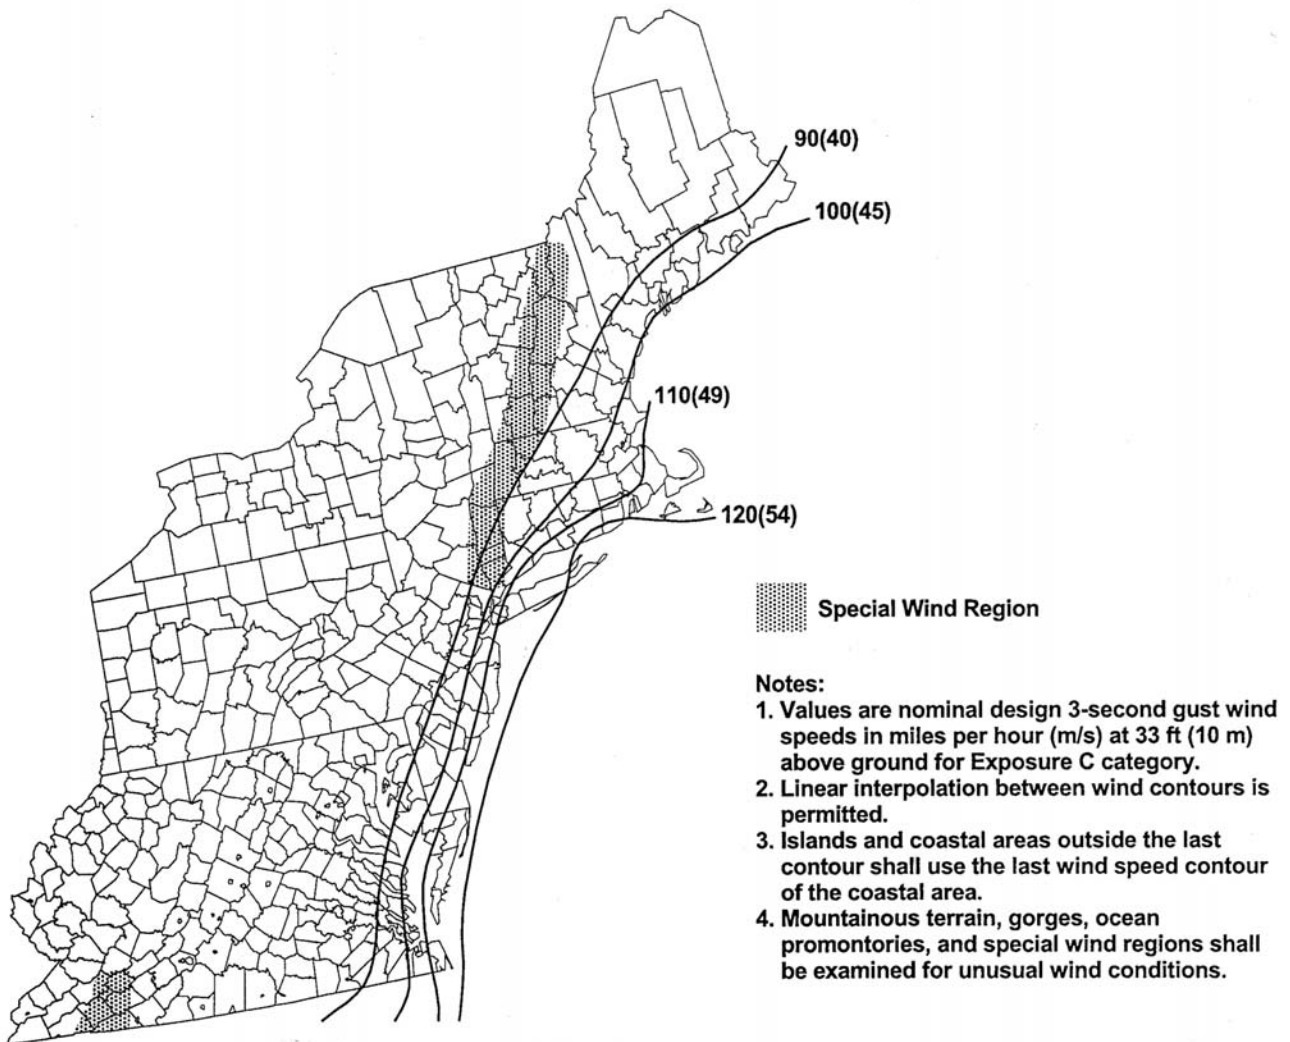 90(40)
100(45)
110(49)
120(54)
Special Wind Region
Notes:
1. Values are nominal design 3-second gust wind
speeds in miles per hour (m/s) at 33 ft (10 m)
above ground for Exposure C category.
2. Linear interpolation between wind contours is
permitted.
3. Islands and coastal areas outside the last
contour shall use the last wind speed contour
of the coastal area.
4. Mountainous terrain, gorges, ocean
promontories, and special wind regions shall
be examined for unusual wind conditions.